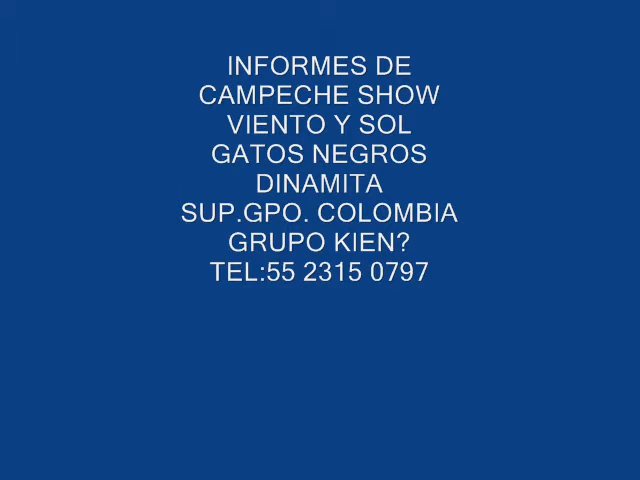 INFORMES DE
CAMPECHE SHOW
VIENTO Y SOL
GATOS NEGROS
DINAMITA
SUP.GPO. COLOMBIA
GRUPO KIEN?
TEL:55 2315 0797